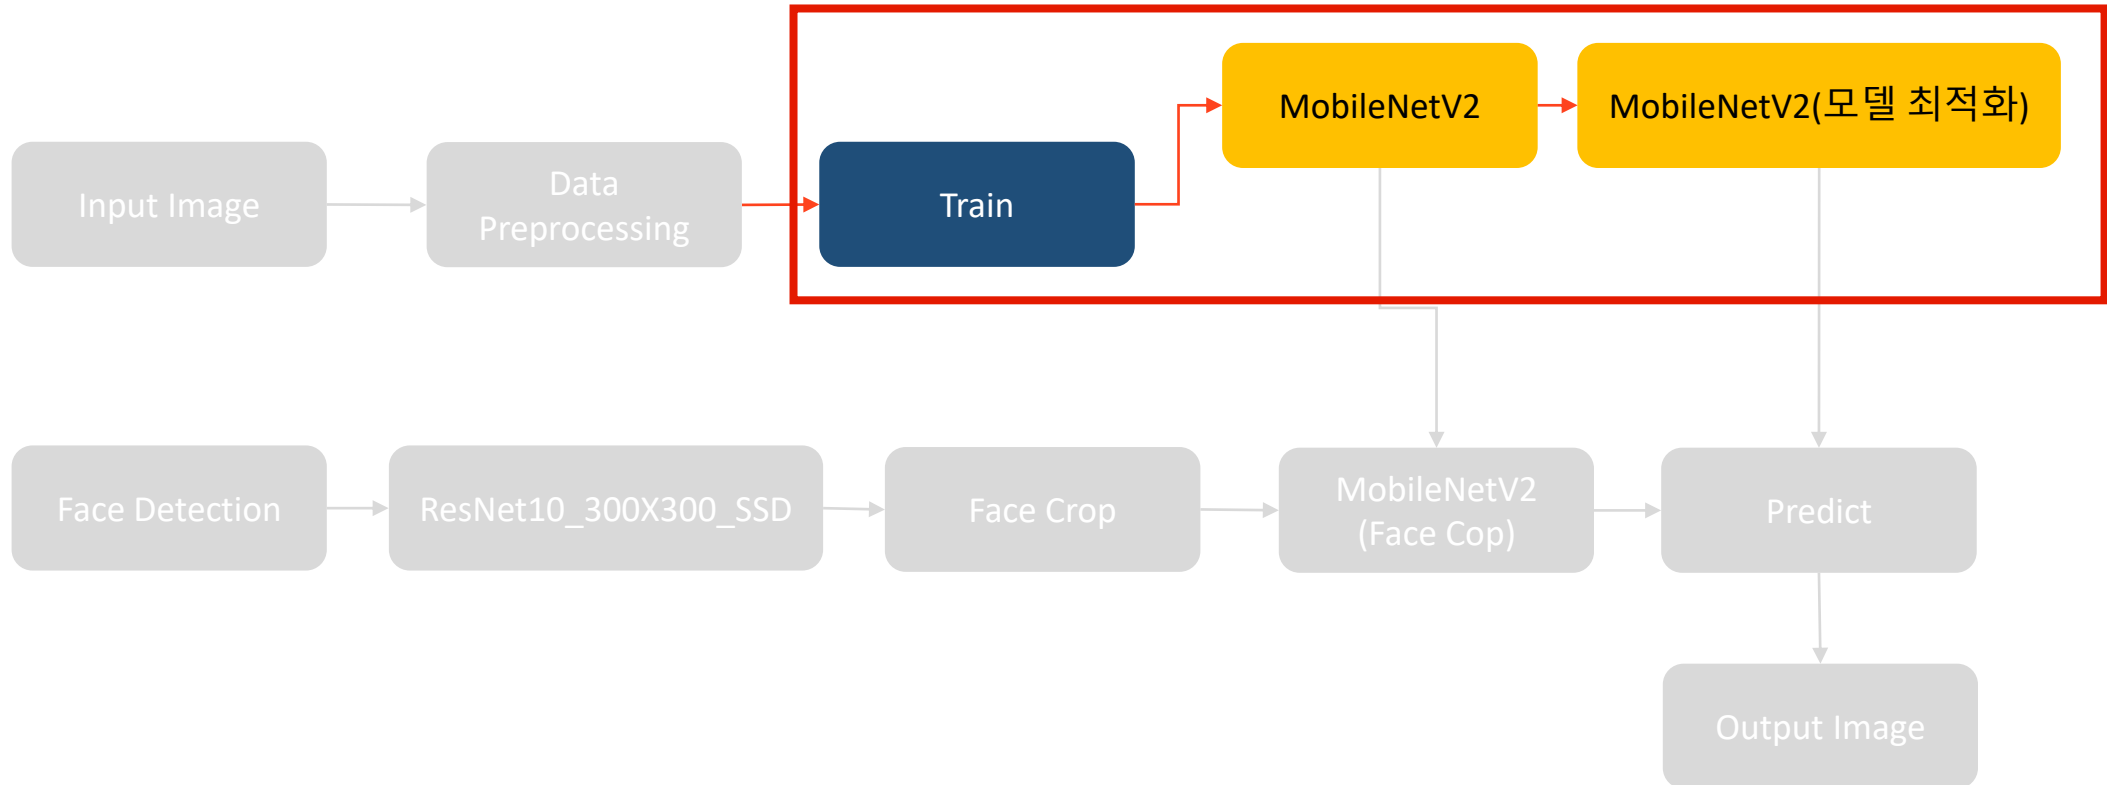 MobileNetV2
MobileNetV2(모델 최적화)
Input Image
Data
Preprocessing
Train
Face Detection
ResNet10_300X300_SSD
Face Crop
MobileNetV2
(Face Cop)
Predict
Output Image